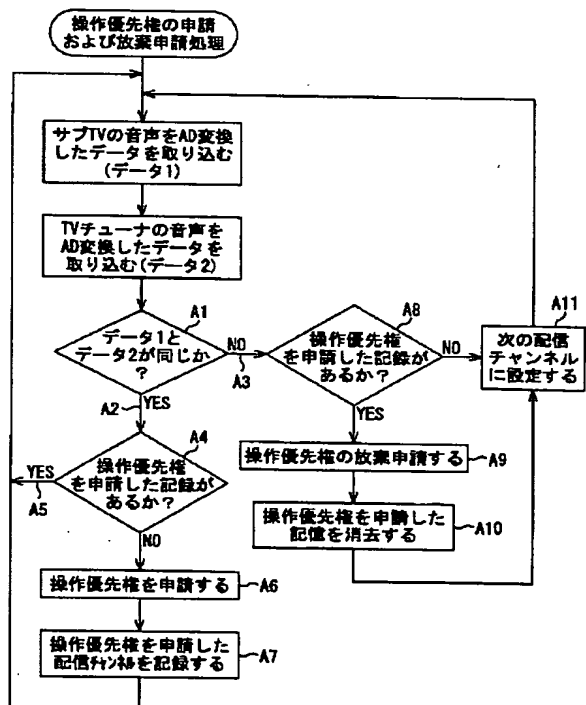 操作優先権の申請
および放棄申請処理
サブTVの音声をAD変換
したデータを取り込む
(データ1)
TVチューナの音声を
AD変換したデータを
取り込む(データ2)
A1
データ1と
データ2が同じか
?
NO
A3
A2
YES
A4
操作優先権
を申請した記録が
あるか?
YES
A5
NO
操作優先権を申請する
A6
操作優先権を申請した
配信チャンネルを記録する
A7
A8
操作優先権
を申請した記録が
あるか?
NO
YES
操作優先権の放棄申請する
A9
操作優先権を申請した
記憶を消去する
A10
A11
次の配信
チャンネル
に設定する